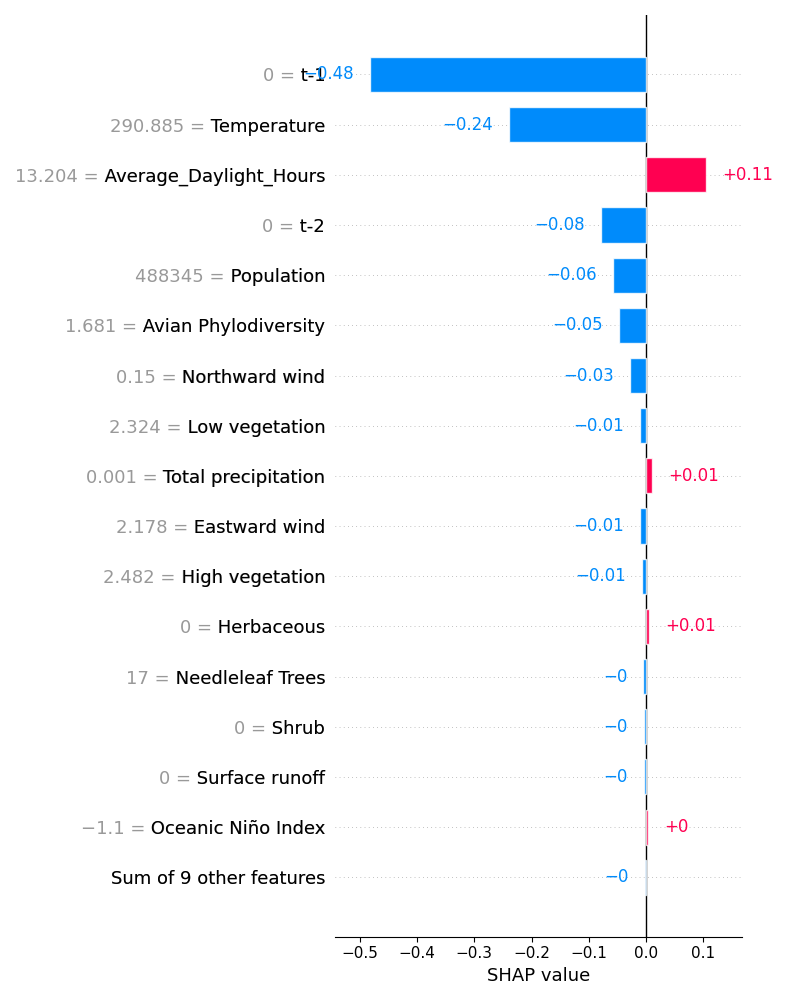 0 = t-1 −0.48
290.885 = Temperature −0.24
13.204 = Average_Daylight_Hours +0.11
0 = t-2 −0.08
488345 = Population −0.06
1.681 = Avian Phylodiversity −0.05
0.15 = Northward wind −0.03
2.324 = Low vegetation −0.01
0.001 = Total precipitation +0.01
2.178 = Eastward wind −0.01
2.482 = High vegetation −0.01
0 = Herbaceous +0.01
17 = Needleleaf Trees −0
0 = Shrub −0
0 = Surface runoff −0
−1.1 = Oceanic Niño Index +0
Sum of 9 other features −0
−0.5 −0.4 −0.3 −0.2 −0.1 0.0 0.1
SHAP value